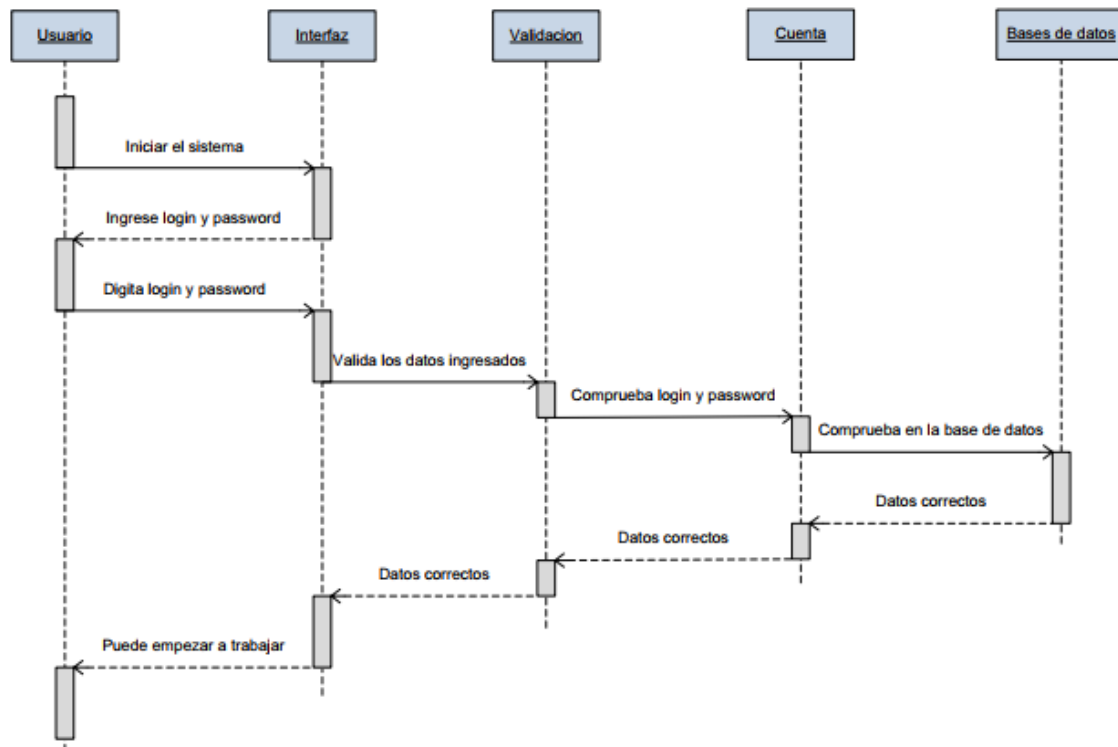 Usuario
Interfaz
Validacion
Cuenta
Bases de datos
Iniciar el sistema
Ingrese login y password
Digita login y password
Valida los datos ingresados
Comprueba login y password
Comprueba en la base de datos
Datos correctos
Datos correctos
Datos correctos
Puede empezar a trabajar